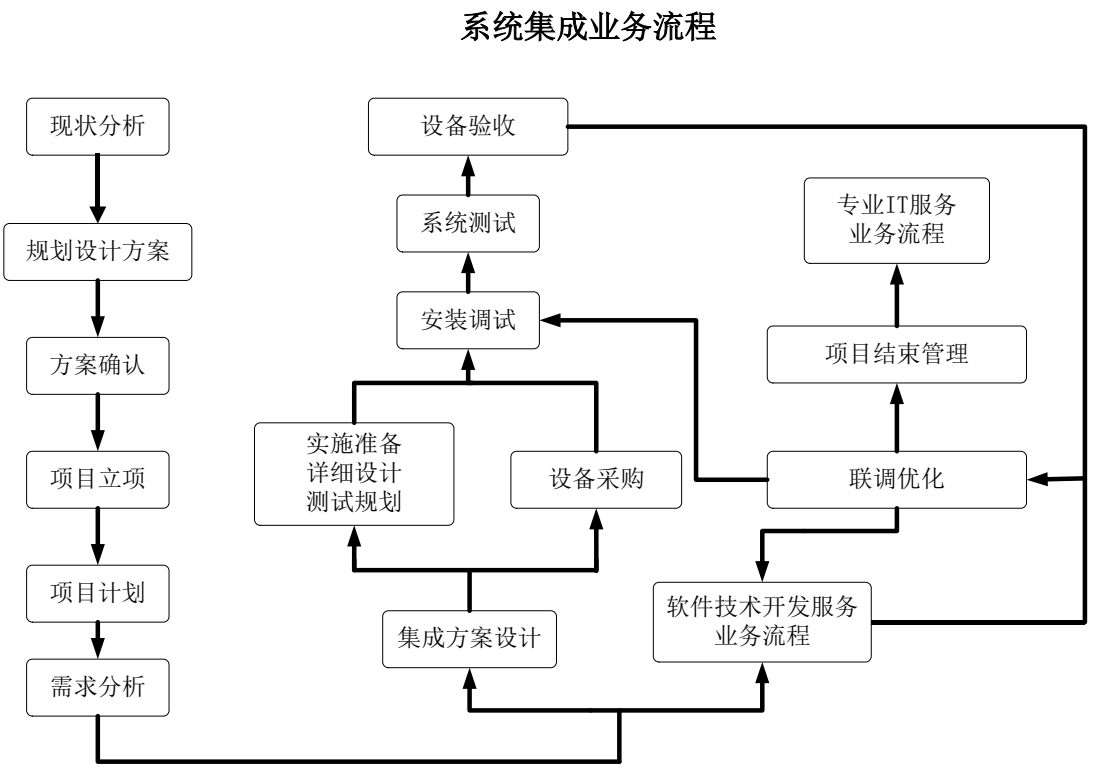 系统集成业务流程
现状分析
规划设计方案
方案确认
项目立项
项目计划
需求分析
设备验收
系统测试
安装调试
实施准备
详细设计
测试规划
设备采购
集成方案设计
专业IT服务
业务流程
项目结束管理
联调优化
软件技术开发服务
业务流程